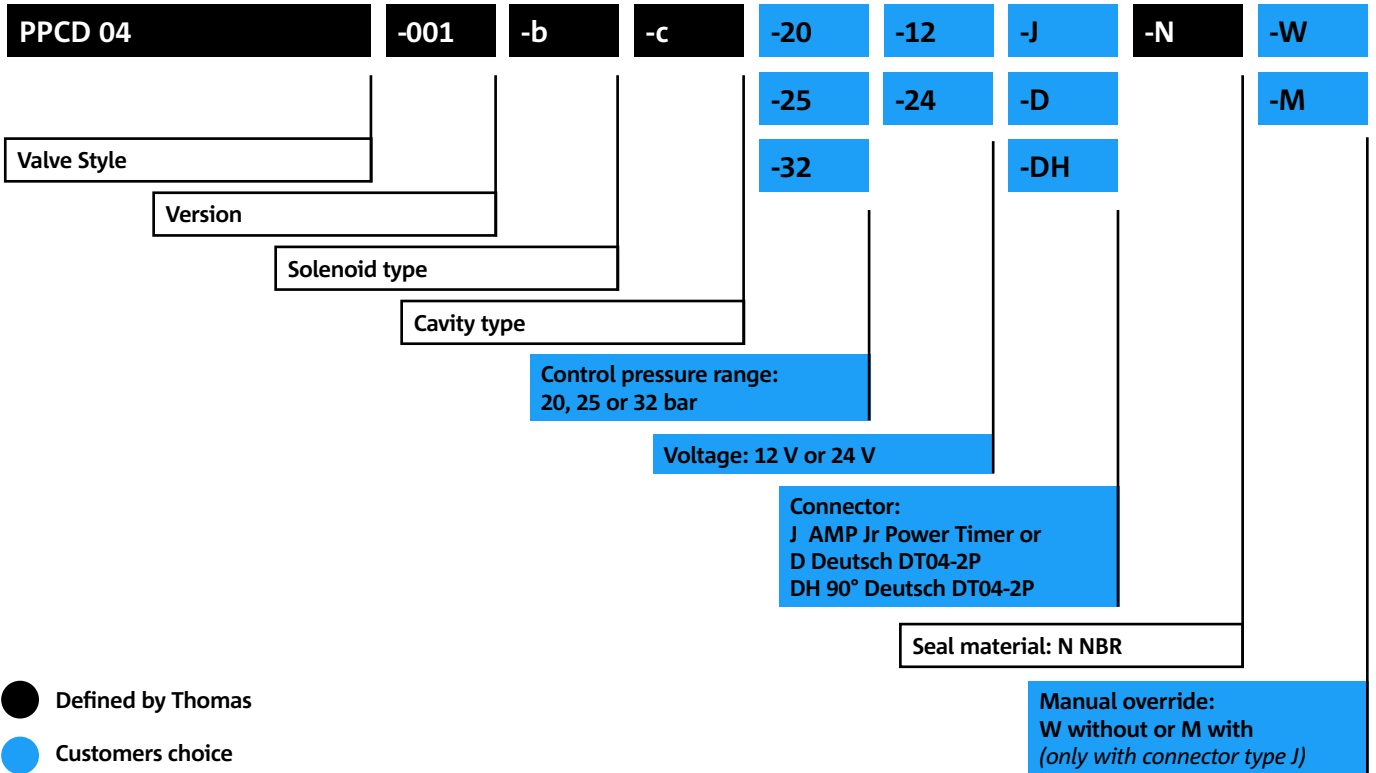 PPCD 04 -001 -b -c -20 -12 -J -N -W
-25 -24 -D -M
Valve Style
-32 -DH
Version
Solenoid type
Cavity type
Control pressure range:
20, 25 or 32 bar
Voltage: 12 V or 24 V
Connector:
J AMP Jr Power Timer or
D Deutsch DT04-2P
DH 90° Deutsch DT04-2P
Seal material: N NBR
Defined by Thomas
Customers choice
Manual override:
W without or M with
(only with connector type J)